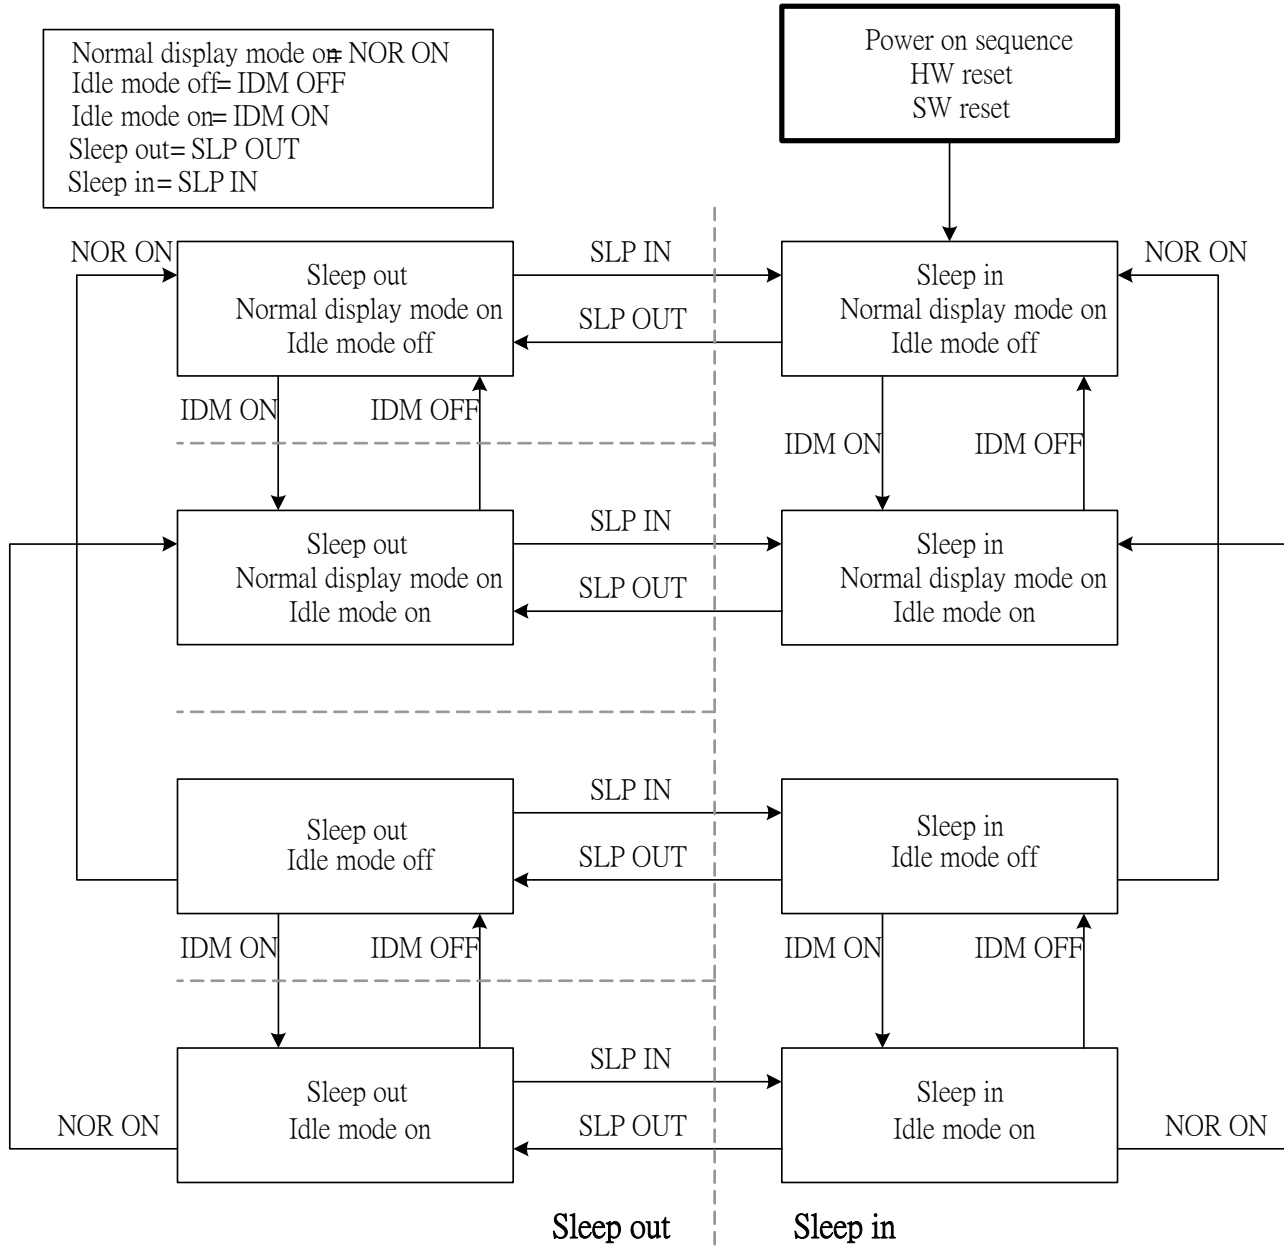 Normal display mode on= NOR ON
Idle mode off= IDM OFF
Idle mode on= IDM ON
Sleep out= SLP OUT
Sleep in= SLP IN
Power on sequence
HW reset
SW reset
NOR ON
Sleep out
Normal display mode on
Idle mode off
SLP IN
SLP OUT
Sleep in
Normal display mode on
Idle mode off
NOR ON
IDM ON
IDM OFF
IDM ON
IDM OFF
Sleep out
Normal display mode on
Idle mode on
SLP IN
SLP OUT
Sleep in
Normal display mode on
Idle mode on
Sleep out
Idle mode off
SLP IN
SLP OUT
Sleep in
Idle mode off
IDM ON
IDM OFF
IDM ON
IDM OFF
NOR ON
Sleep out
Idle mode on
SLP IN
SLP OUT
Sleep in
Idle mode on
NOR ON
Sleep out
Sleep in